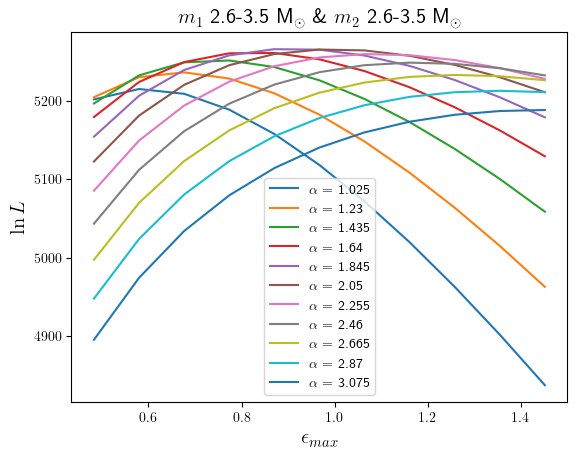 m₁ 2.6-3.5 M⊙ & m₂ 2.6-3.5 M⊙
ln L
5200
5100
5000
4900
α = 1.025
α = 1.23
α = 1.435
α = 1.64
α = 1.845
α = 2.05
α = 2.255
α = 2.46
α = 2.665
α = 2.87
α = 3.075
0.6 0.8 1.0 1.2 1.4
ϵₘₐₓ